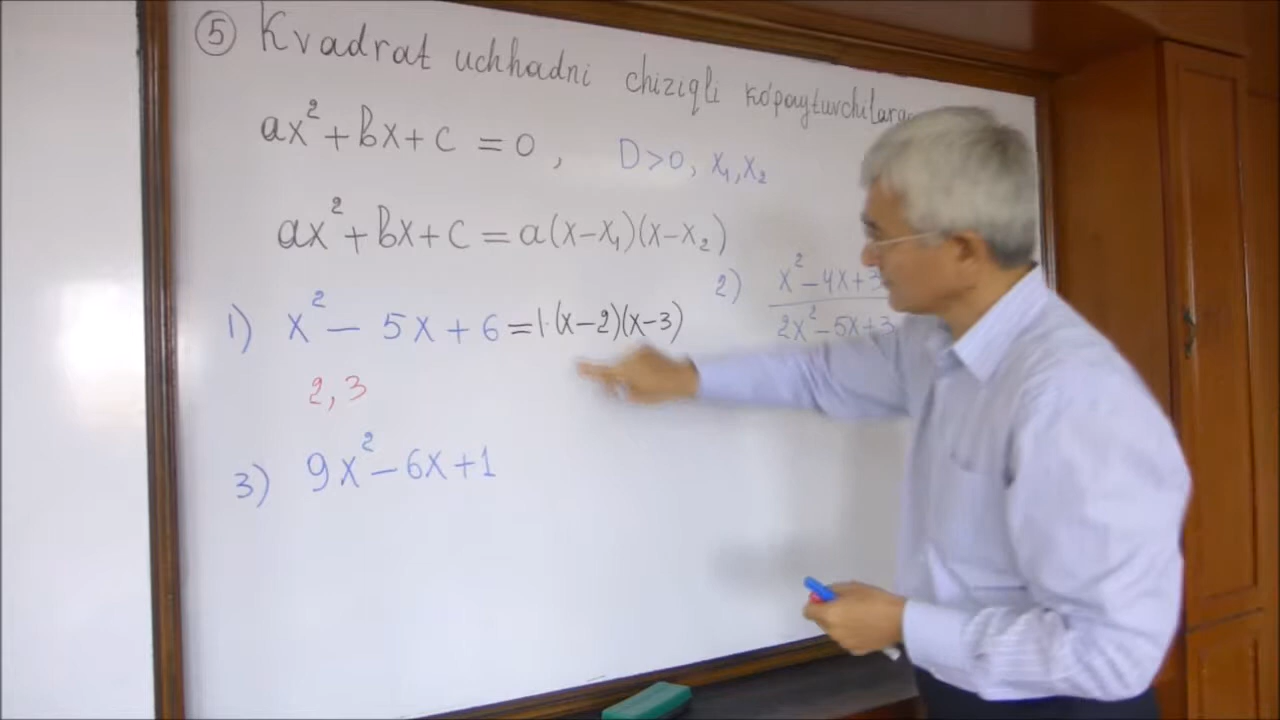 ⑤ Kvadrat uchhadni chiziqli ko'paytuvchilarga
ax² + bx + c = 0 , D>0, x₁, x₂
ax² + bx + c = a(x-x₁)(x-x₂)
1) x² - 5x + 6 = 1·(x-2)(x-3)
2, 3
2) x² - 4x + 3
2x² - 5x + 3
3) 9x² - 6x + 1